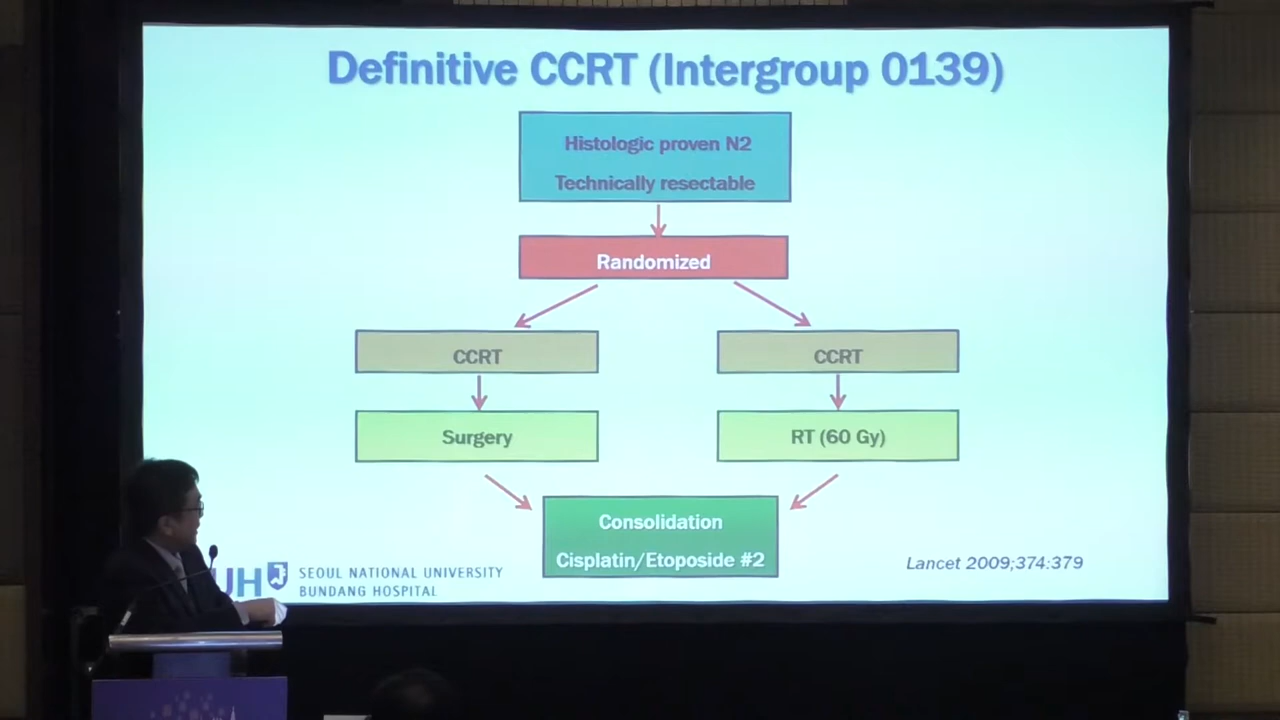 Definitive CCRT (Intergroup 0139)
Histologic proven N2
Technically resectable
Randomized
CCRT
CCRT
Surgery
RT (60 Gy)
Consolidation
Cisplatin/Etoposide #2
UH
SEOUL NATIONAL UNIVERSITY
BUNDANG HOSPITAL
Lancet 2009;374:379